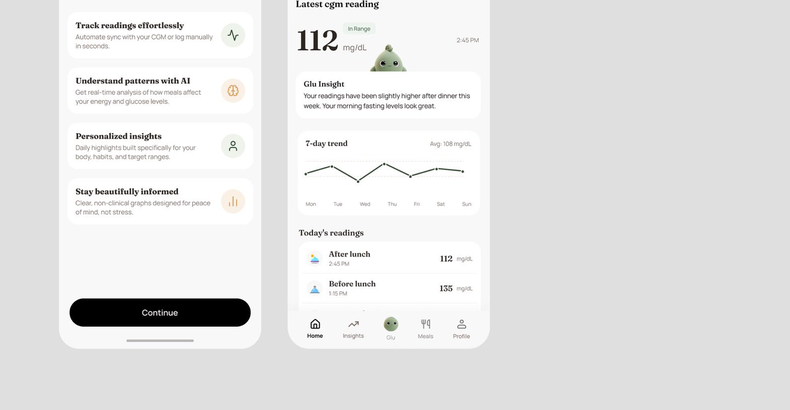 Track readings effortlessly
Automate sync with your CGM or log manually
in seconds.
Understand patterns with AI
Get real-time analysis of how meals affect
your energy and glucose levels.
Personalized insights
Daily highlights built specifically for your
body, habits, and target ranges.
Stay beautifully informed
Clear, non-clinical graphs designed for peace
of mind, not stress.
Continue
Latest cgm reading
112 mg/dL
In Range
2:45 PM
Glu Insight
Your readings have been slightly higher after dinner this
week. Your morning fasting levels look great.
7-day trend
Avg: 108 mg/dL
Mon Tue Wed Thu Fri Sat Sun
Today's readings
After lunch
2:45 PM
112 mg/dL
Before lunch
1:15 PM
135 mg/dL
Home Insights Glu Meals Profile